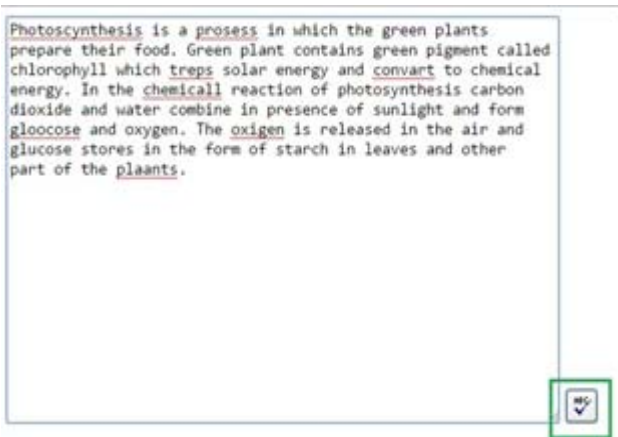 Photoscynthesis is a prosess in which the green plants
prepare their food. Green plant contains green pigment called
chlorophyll which treps solar energy and convart to chemical
energy. In the chemicall reaction of photosynthesis carbon
dioxide and water combine in presence of sunlight and form
gloocose and oxygen. The oxigen is released in the air and
glucose stores in the form of starch in leaves and other
part of the plaants.